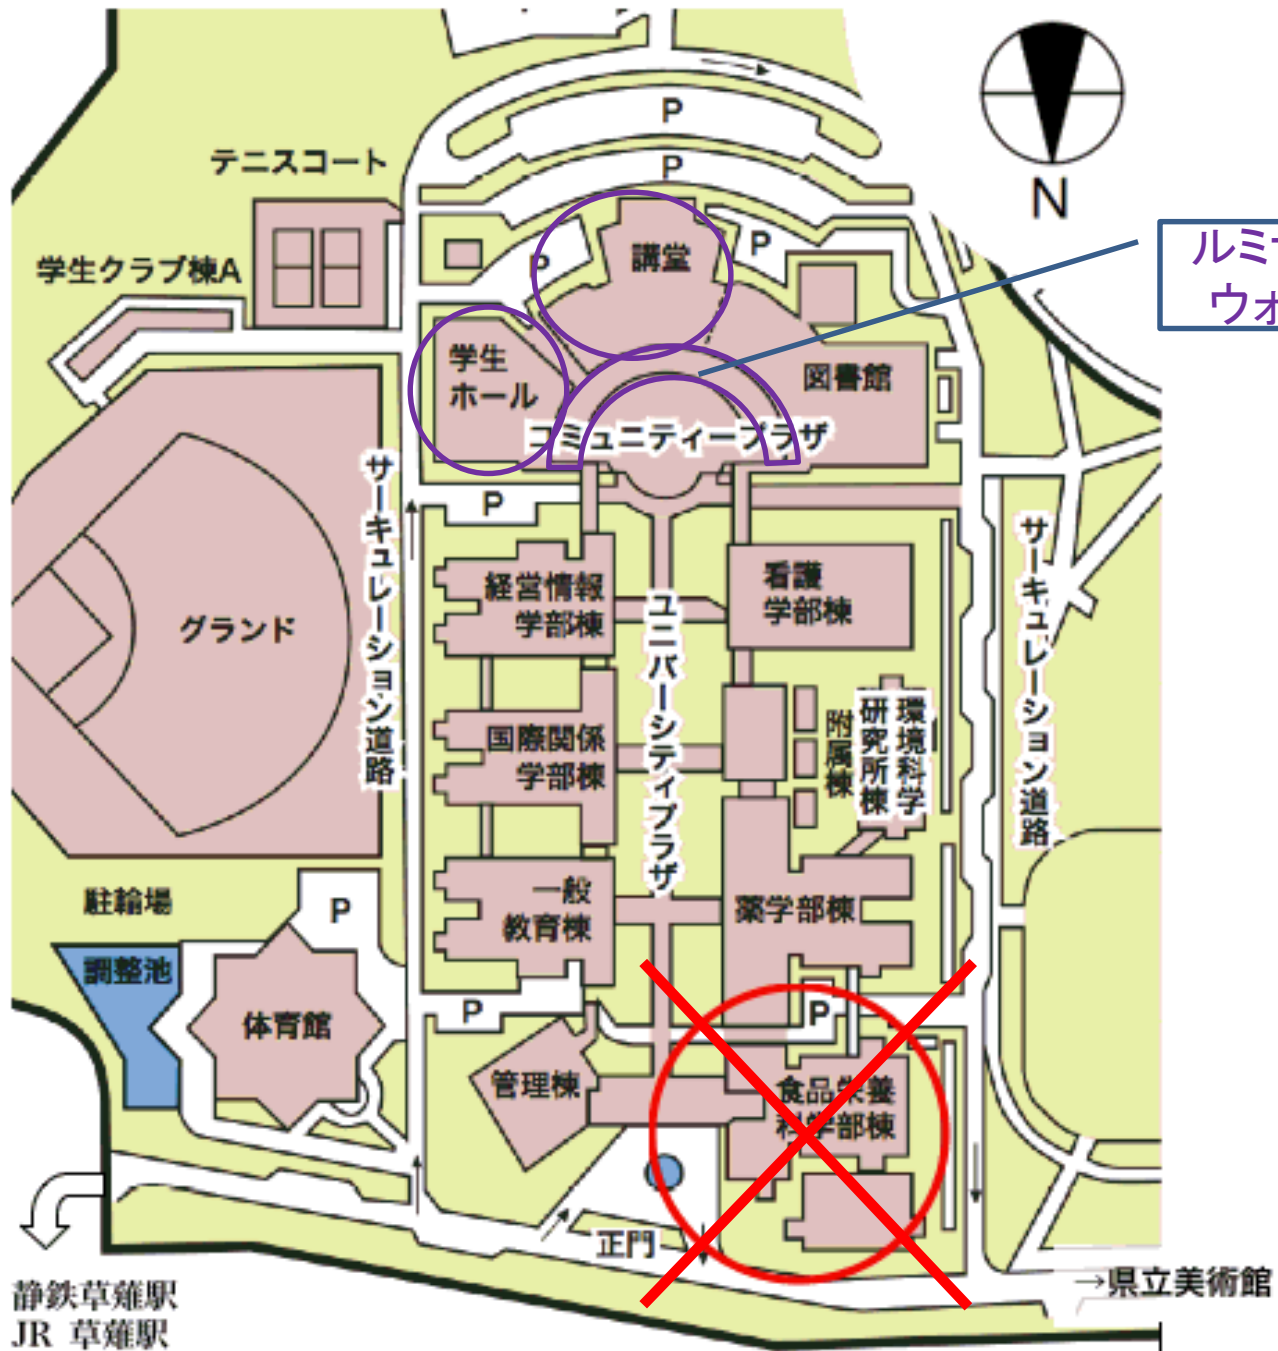 P
P
N
テニスコート
講堂
P
P
学生クラブ棟A
ルミナ
ウォ
学生
ホール
図書館
コミュニティープラザ
サーキュレーション道路
P
サーキュレーション道路
経営情報
学部棟
看護
学部棟
ユニバーシティプラザ
グランド
国際関係
学部棟
附属棟
環境科学
研究所棟
一般
教育棟
薬学部棟
駐輪場
P
調整池
体育館
P
P
管理棟
食品栄養
科学部棟
正門
→県立美術館
静鉄草薙駅
JR 草薙駅